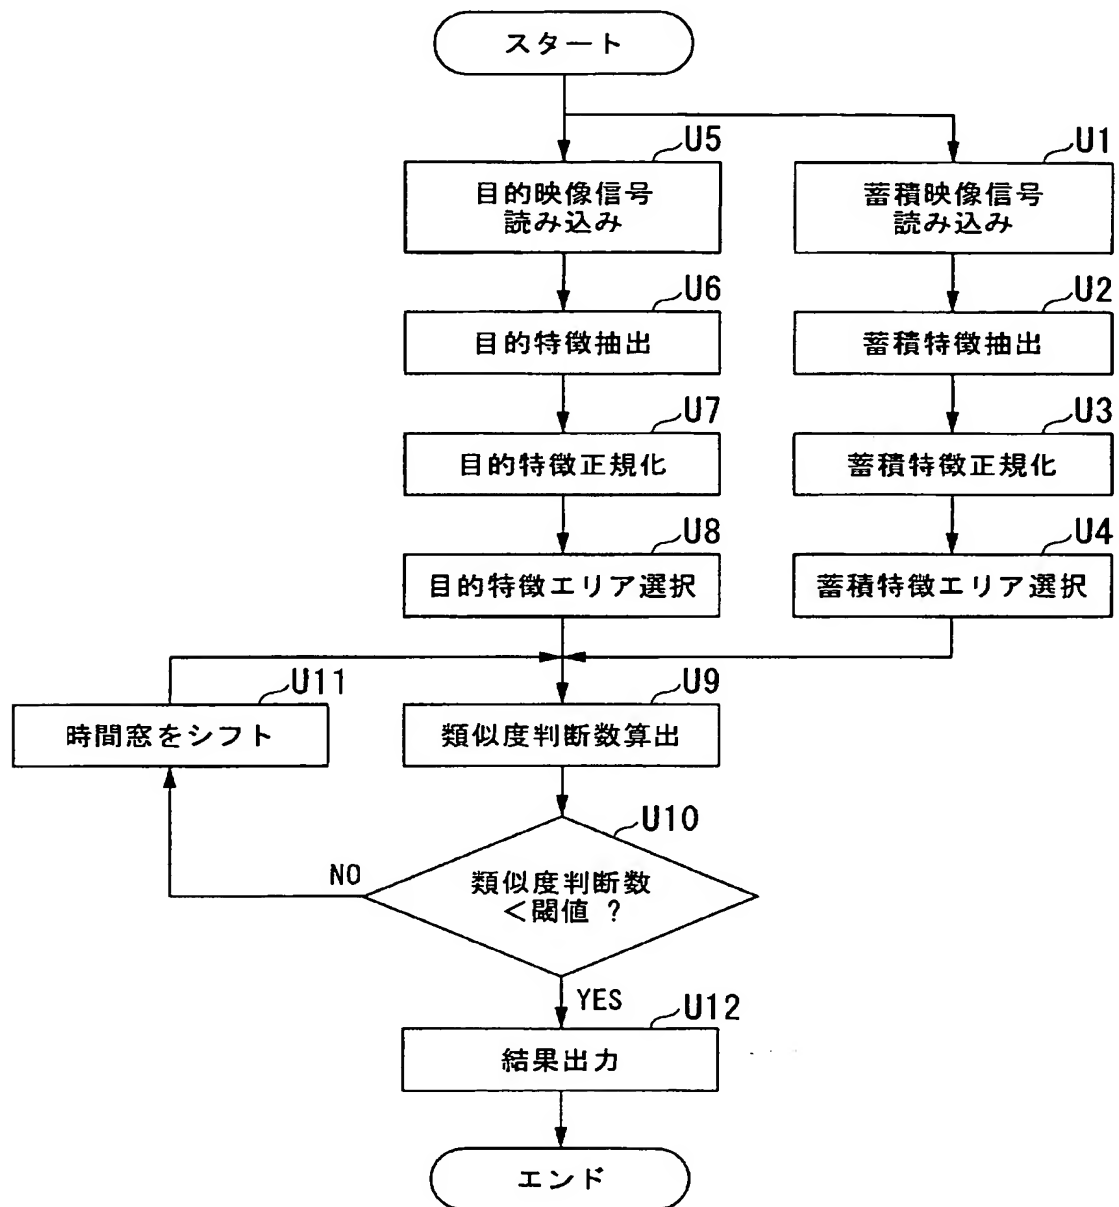 スタート
U5
目的映像信号
読み込み
U1
蓄積映像信号
読み込み
U6
目的特徴抽出
U2
蓄積特徴抽出
U7
目的特徴正規化
U3
蓄積特徴正規化
U8
目的特徴エリア選択
U4
蓄積特徴エリア選択
U11
時間窓をシフト
U9
類似度判断数算出
U10
類似度判断数
<閾値 ?
NO
YES
U12
結果出力
エンド